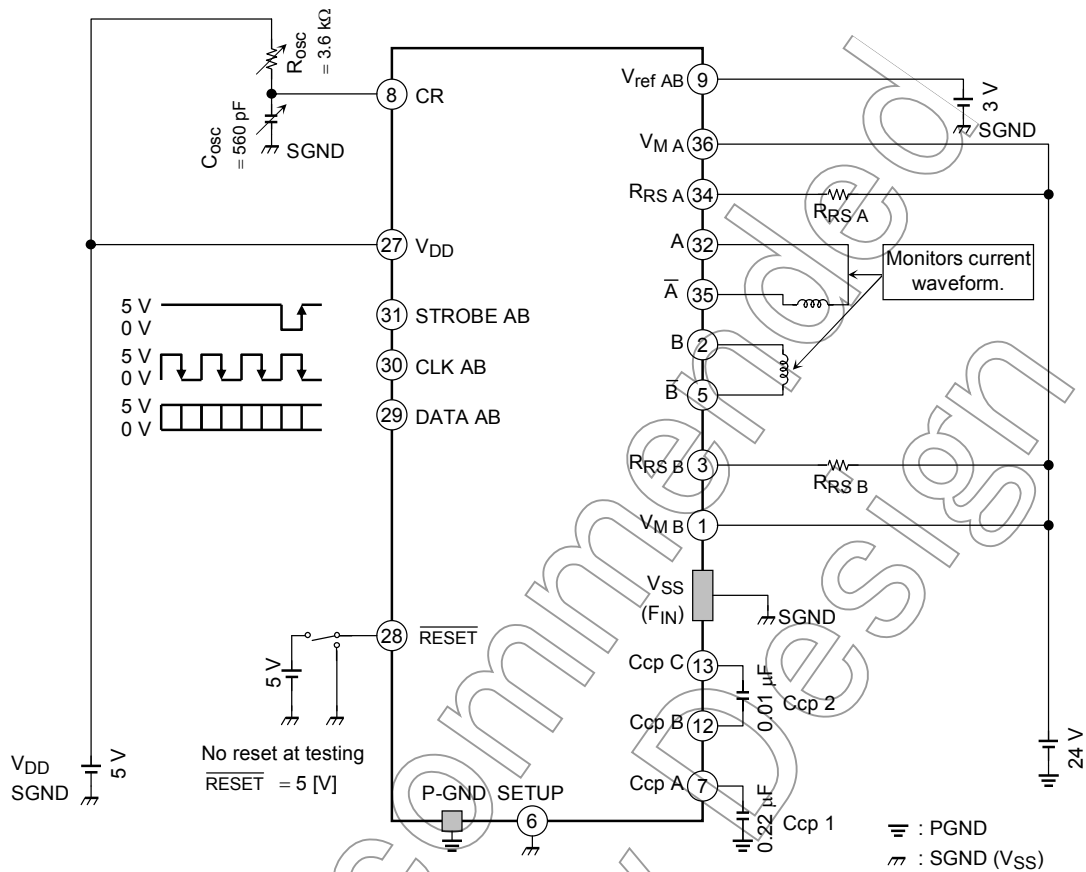 Rosc
= 3.6 kΩ
8
CR
Cosc
= 560 pF
SGND
27
VDD
5 V
0 V
31
STROBE AB
5 V
0 V
30
CLK AB
5 V
0 V
29
DATA AB
28
RESET
5 V
No reset at testing
RESET = 5 [V]
VDD
SGND
5 V
P-GND
SETUP
6
Vref AB
9
3 V
SGND
VM A
36
RRS A
34
RRS A
A
32
Monitors current
waveform.
A
35
B
2
B
5
RRS B
3
RRS B
VM B
1
VSS
(FIN)
SGND
Ccp C
13
0.01 µF
Ccp 2
Ccp B
12
Ccp A
7
0.22 µF
Ccp 1
24 V
: PGND
: SGND (VSS)
commended
Design